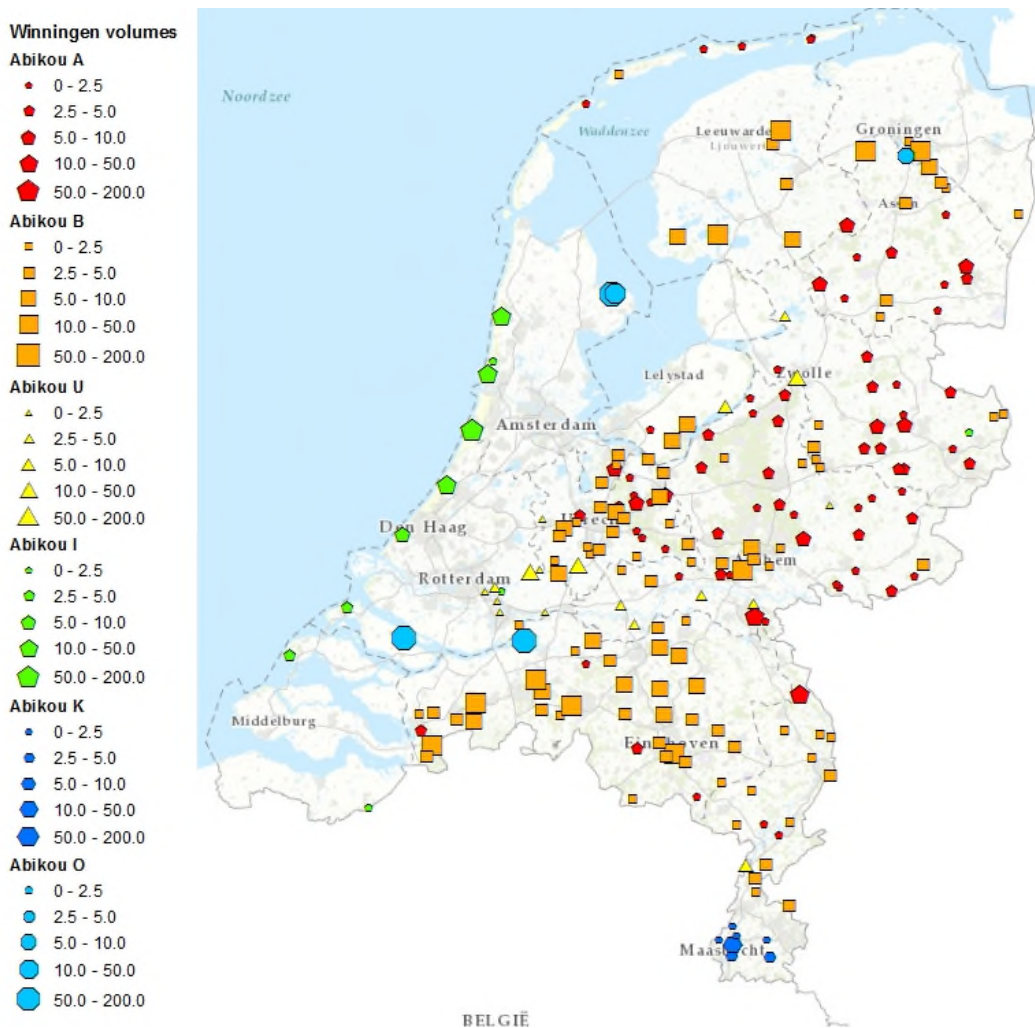 Winningen volumes
Abikou A
0 - 2.5
2.5 - 5.0
5.0 - 10.0
10.0 - 50.0
50.0 - 200.0
Abikou B
0 - 2.5
2.5 - 5.0
5.0 - 10.0
10.0 - 50.0
50.0 - 200.0
Abikou U
0 - 2.5
2.5 - 5.0
5.0 - 10.0
10.0 - 50.0
50.0 - 200.0
Abikou I
0 - 2.5
2.5 - 5.0
5.0 - 10.0
10.0 - 50.0
50.0 - 200.0
Abikou K
0 - 2.5
2.5 - 5.0
5.0 - 10.0
10.0 - 50.0
50.0 - 200.0
Abikou O
0 - 2.5
2.5 - 5.0
5.0 - 10.0
10.0 - 50.0
50.0 - 200.0
Noordzee
Waddenzee
Leeuwarde
Ljouwert
Groningen
Assen
Lelystad
Zwolle
Amsterdam
Den Haag
Rotterdam
Middelburg
Maastricht
BELGIË